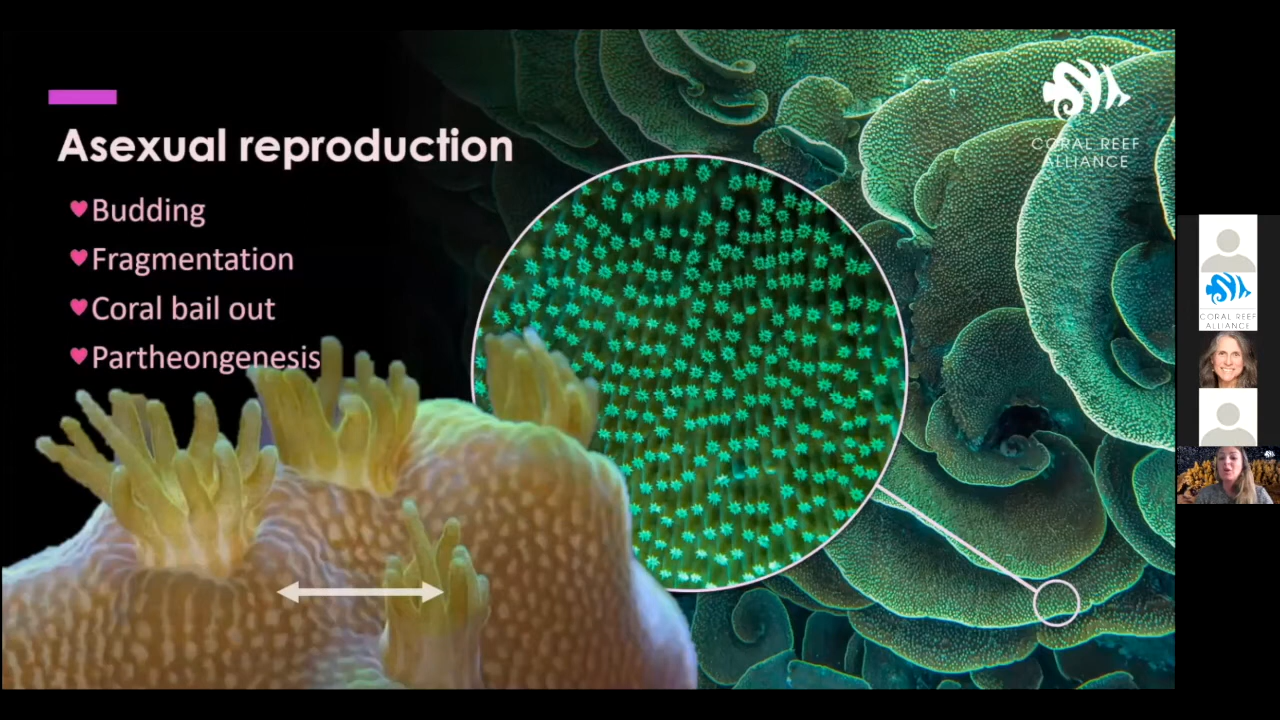 Asexual reproduction
Budding
Fragmentation
Coral bail out
Partheongenesis
CORAL REEF
ALLIANCE
CORAL REEF
ALLIANCE